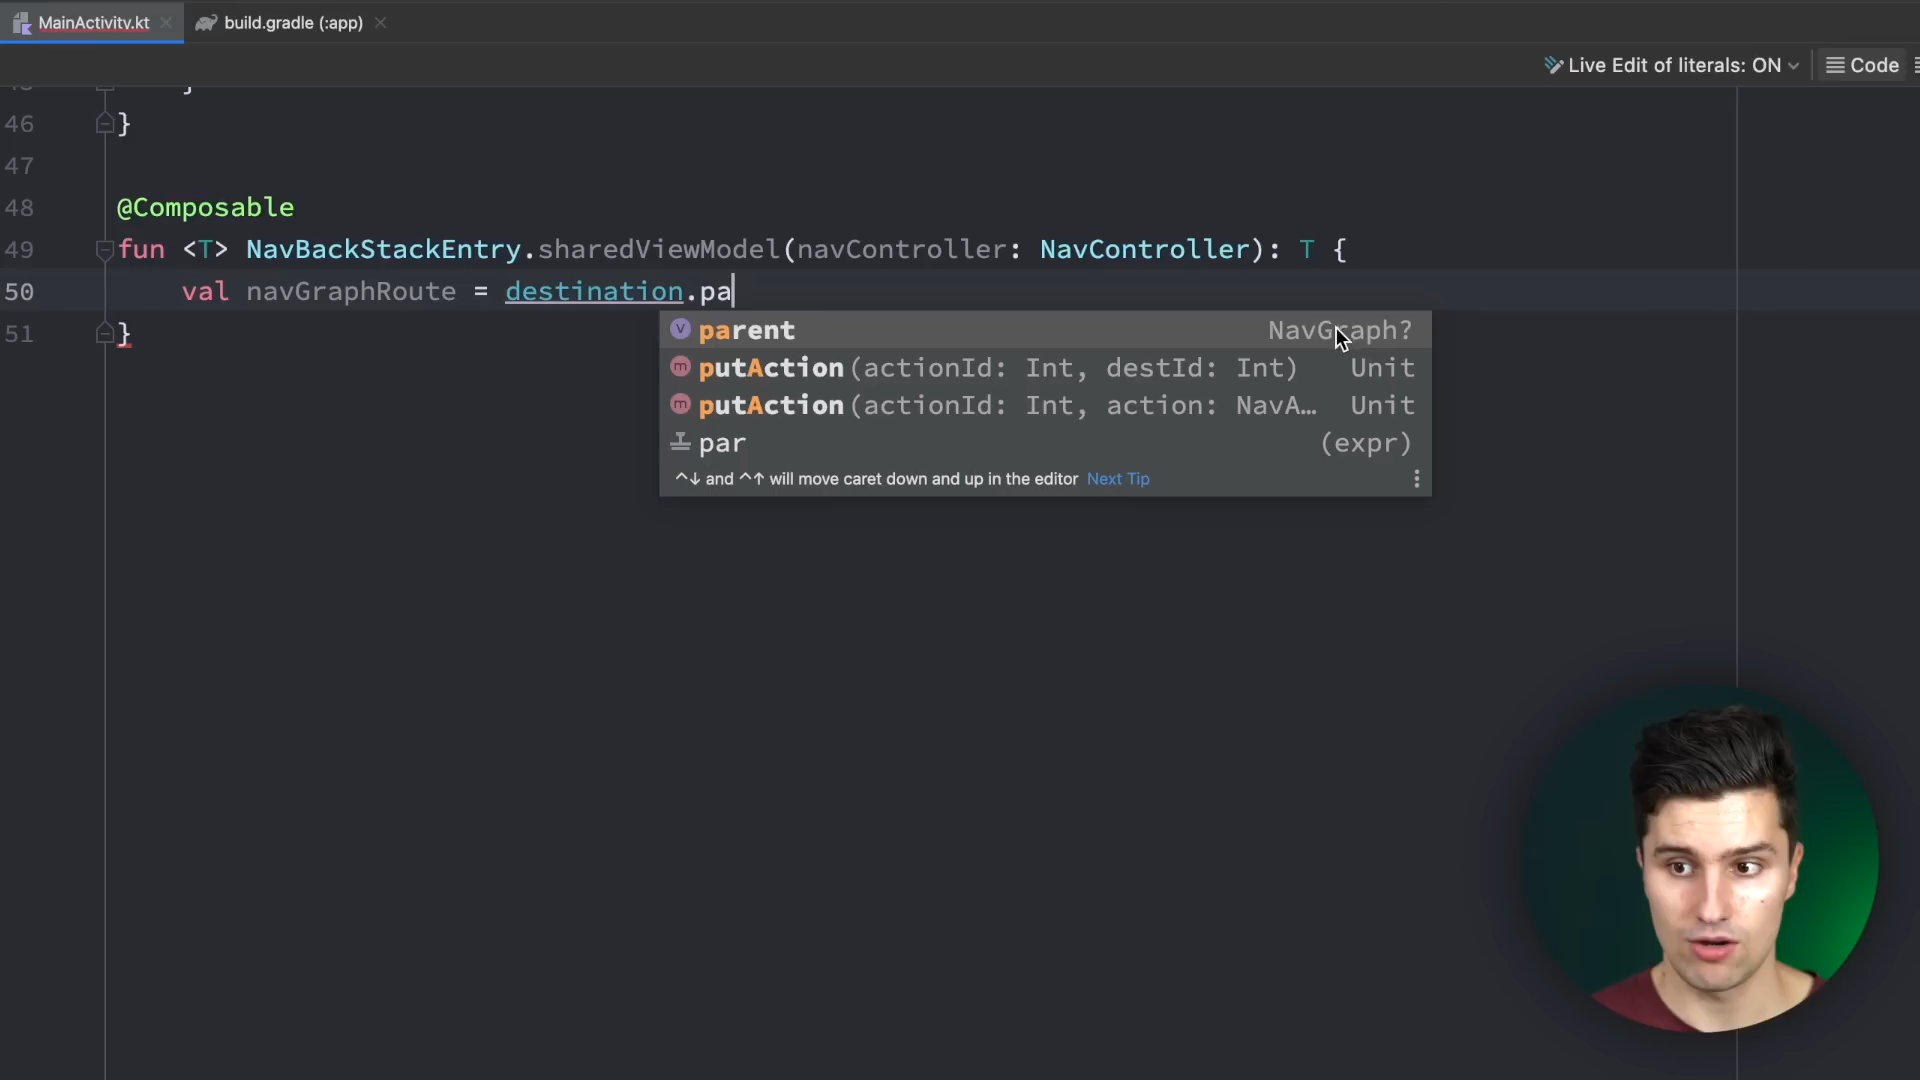 MainActivity.kt
build.gradle (:app)
Live Edit of literals: ON
Code
46 }
47
48 @Composable
49 fun <T> NavBackStackEntry.sharedViewModel(navController: NavController): T {
50 val navGraphRoute = destination.pa
51 }
parent NavGraph?
putAction(actionId: Int, destId: Int) Unit
putAction(actionId: Int, action: NavA… Unit
par (expr)
^↓ and ^↑ will move caret down and up in the editor Next Tip